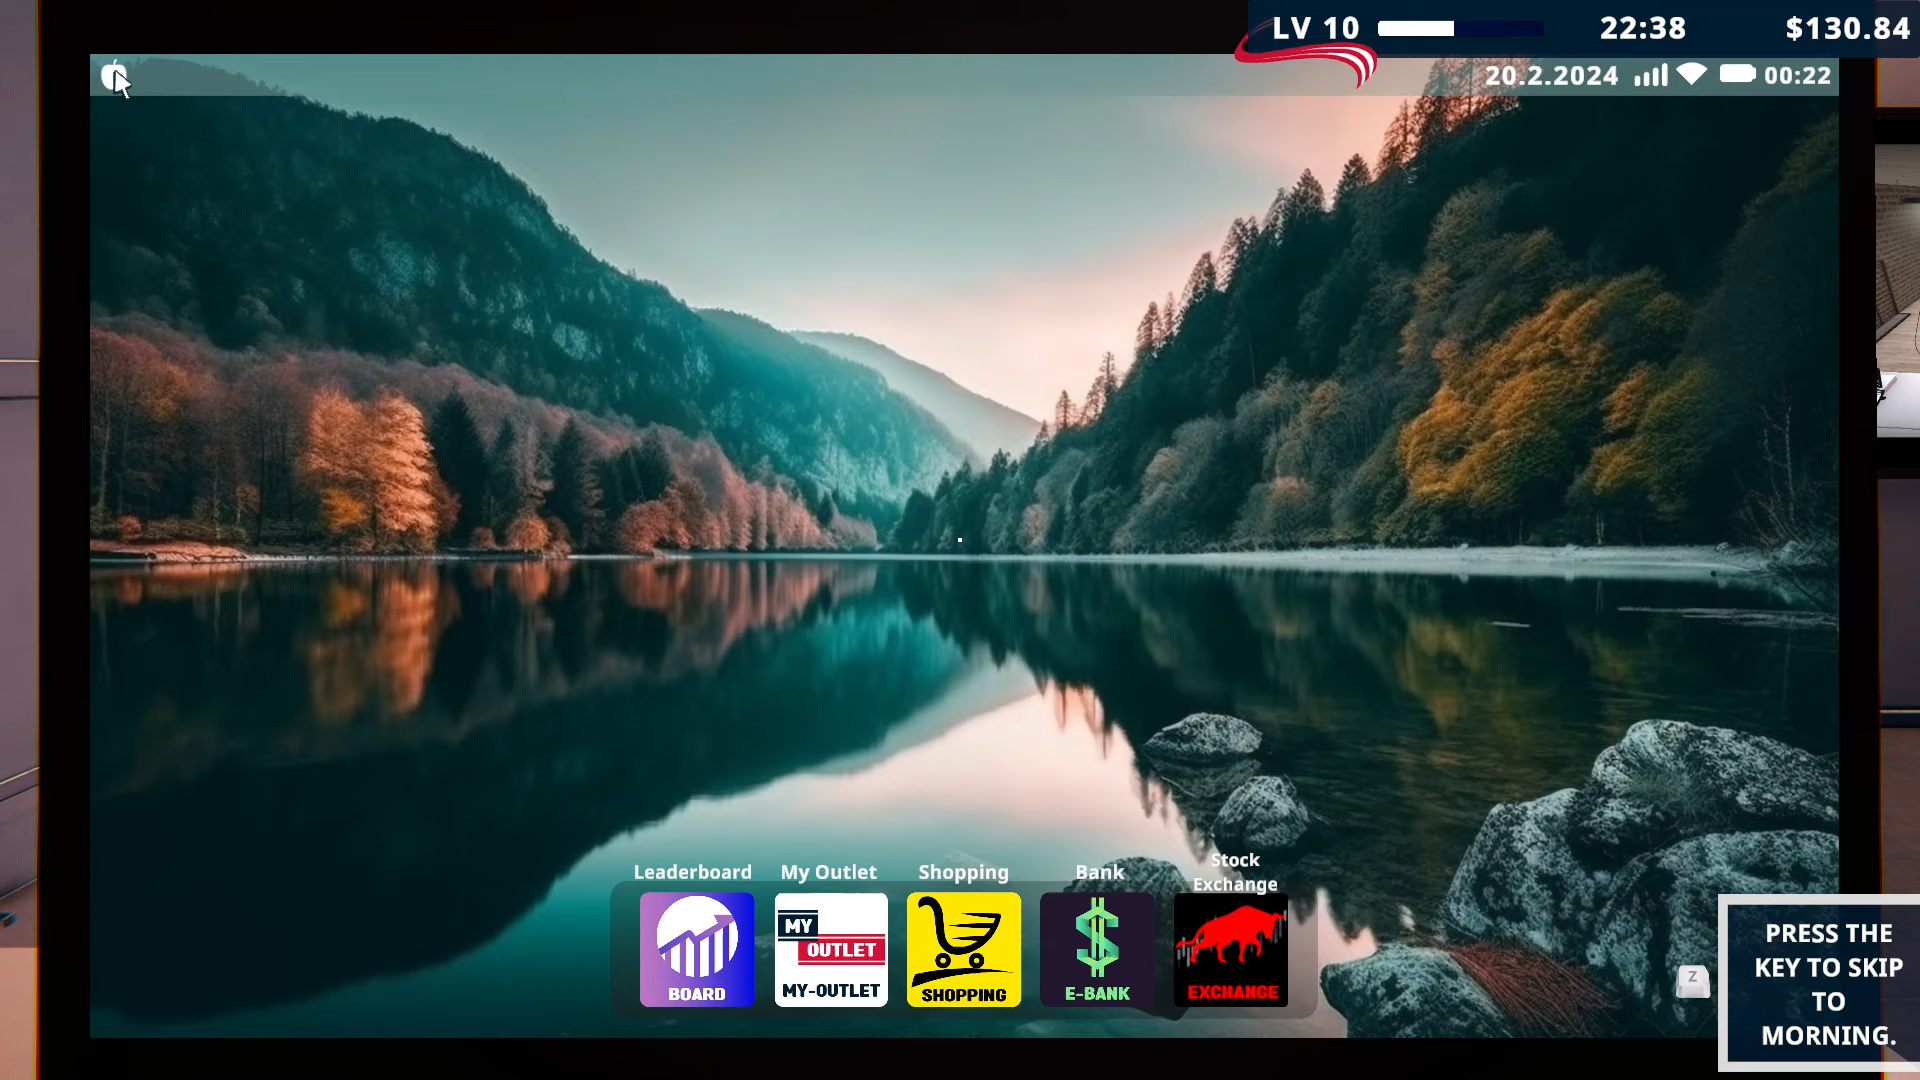 LV 10 22:38 $130.84
20.2.2024 00:22
Leaderboard My Outlet Shopping Bank Stock
Exchange
BOARD
MY
OUTLET
MY-OUTLET
SHOPPING
E-BANK
EXCHANGE
Z
PRESS THE
KEY TO SKIP
TO
MORNING.